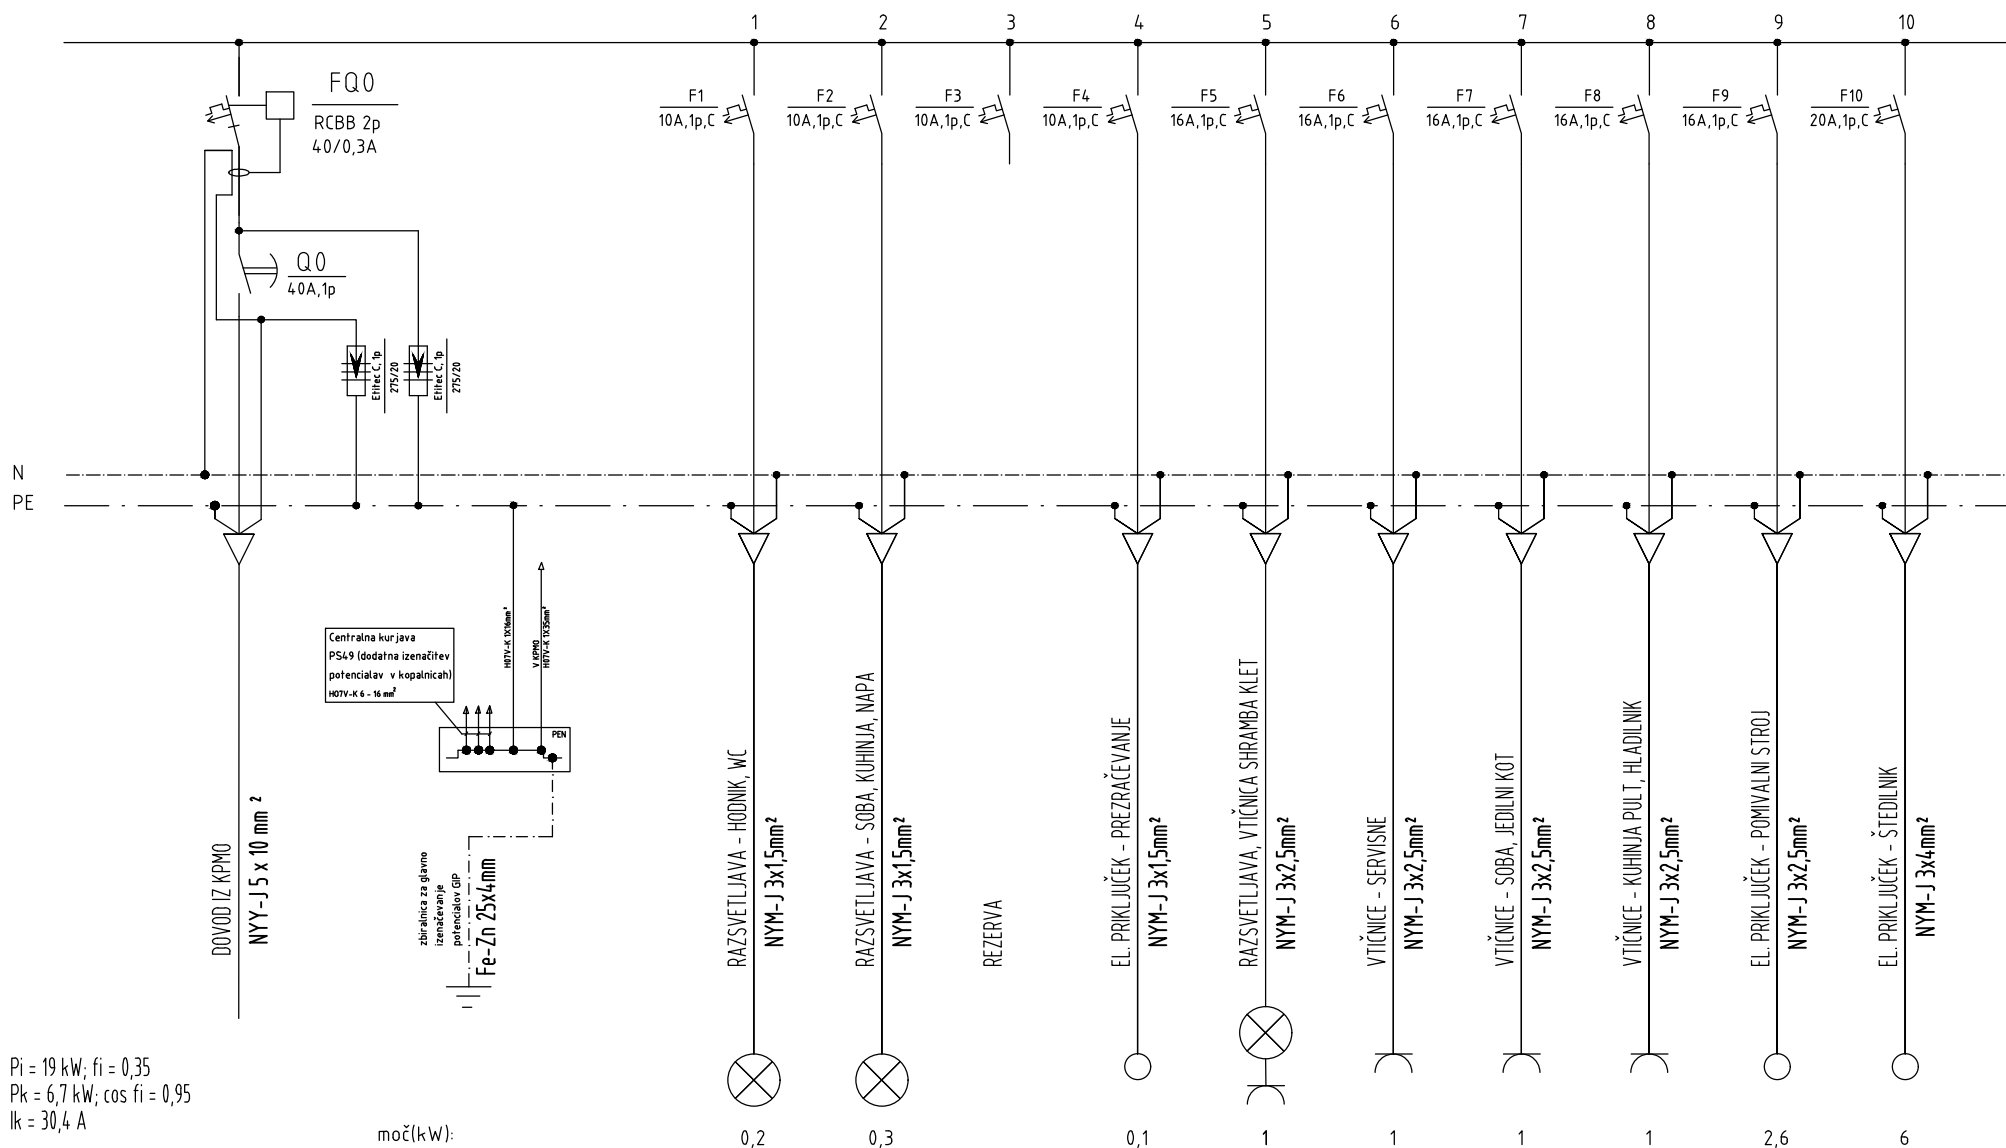 1 2 3 4 5 6 7 8 9 10
FQ0
RCBB 2p
40/0,3A
F1
10A,1p,C
F2
10A,1p,C
F3
10A,1p,C
F4
10A,1p,C
F5
16A,1p,C
F6
16A,1p,C
F7
16A,1p,C
F8
16A,1p,C
F9
16A,1p,C
F10
20A,1p,C
Q0
40A,1p
Etitec C, 1p
275/20
Etitec C, 1p
275/20
N
PE
DOVOD IZ KPMO
NYY-J 5 x 10 mm²
Centralna kurjava
PS49 (dodatna izenačitev
potencialav v kopalnicah)
H07V-K 6 - 16 mm²
H07V-K 1X16mm²
V KPMO
H07V-K 1X35mm²
PEN
zbiralnica za glavno
izenačevanje
potencialov GIP
Fe-Zn 25x4mm
RAZSVETLJAVA - HODNIK, WC
NYM-J 3x1,5mm²
RAZSVETLJAVA - SOBA, KUHINJA, NAPA
NYM-J 3x1,5mm²
REZERVA
EL. PRIKLJUČEK - PREZRAČEVANJE
NYM-J 3x1,5mm²
RAZSVETLJAVA, VTIČNICA SHRAMBA KLET
NYM-J 3x2,5mm²
VTIČNICE - SERVISNE
NYM-J 3x2,5mm²
VTIČNICE - SOBA, JEDILNI KOT
NYM-J 3x2,5mm²
VTIČNICE - KUHINJA PULT, HLADILNIK
NYM-J 3x2,5mm²
EL. PRIKLJUČEK - POMIVALNI STROJ
NYM-J 3x2,5mm²
EL. PRIKLJUČEK - ŠTEDILNIK
NYM-J 3x4mm²
Pi = 19 kW; fi = 0,35
Pk = 6,7 kW; cos fi = 0,95
Ik = 30,4 A
moč(kW): 0,2 0,3 0,1 1 1 1 1 2,6 6